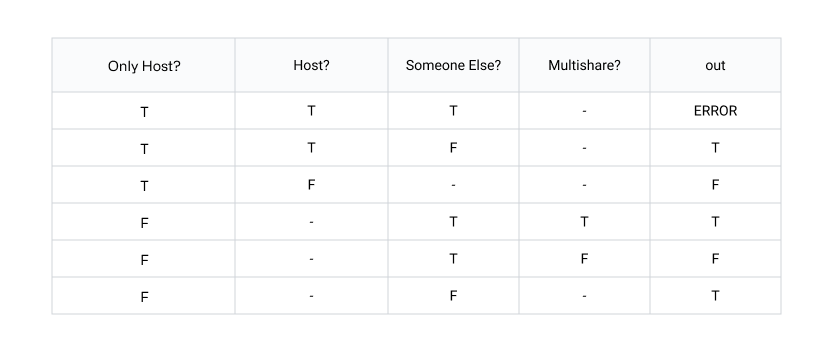 Only Host? Host? Someone Else? Multishare? out
T T T - ERROR
T T F - T
T F - - F
F - T T T
F - T F F
F - F - T